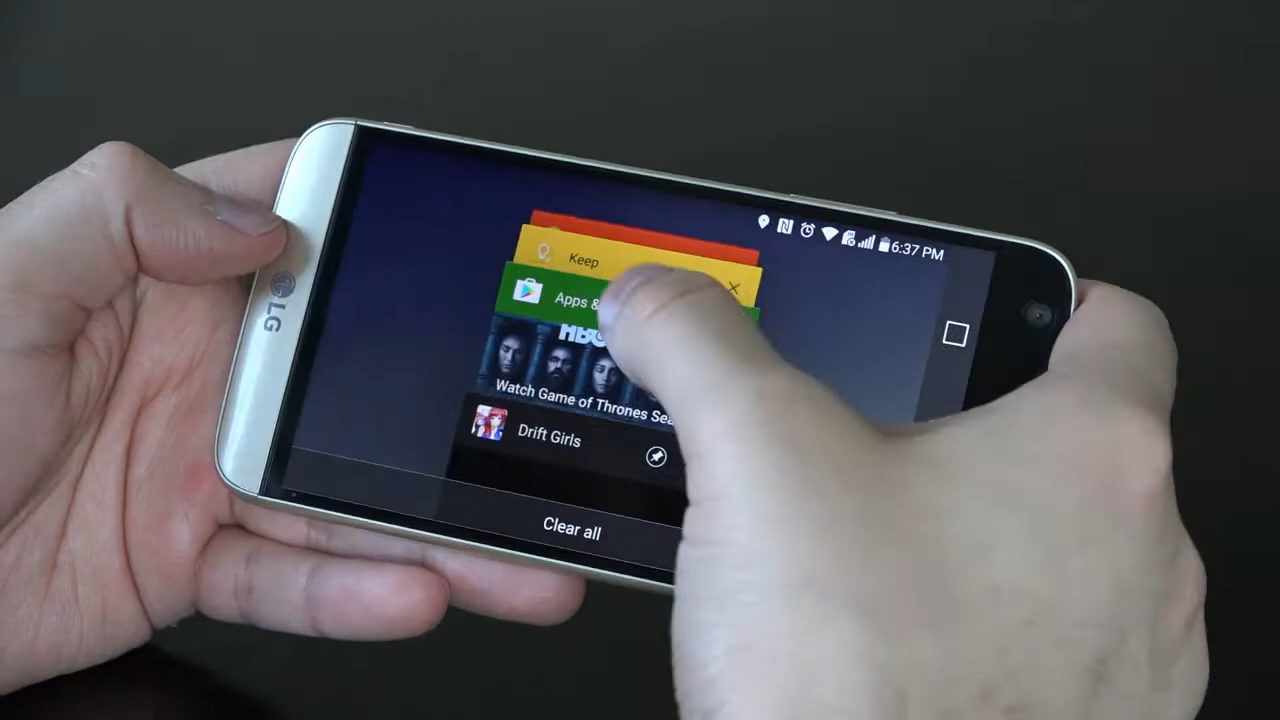 6:37 PM
Keep
Apps &
HBO
Watch Game of Thrones Sea
Drift Girls
Clear all
LG